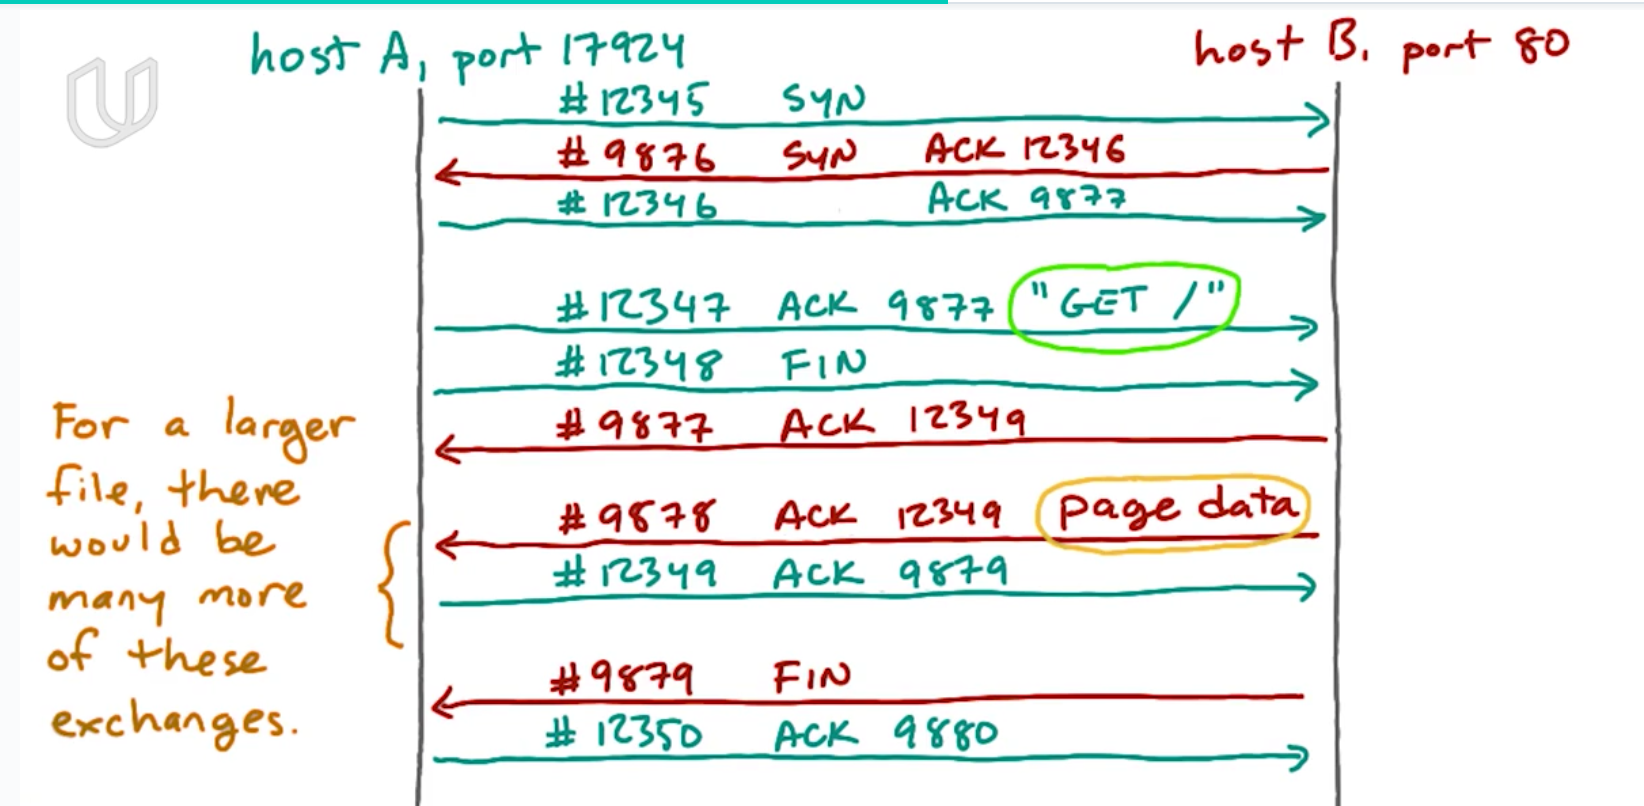 host A, port 17924
host B, port 80
#12345 SYN
#9876 SYN ACK 12346
#12346 ACK 9877
#12347 ACK 9877 "GET /"
#12348 FIN
#9877 ACK 12349
#9878 ACK 12349 page data
#12349 ACK 9879
#9879 FIN
#12350 ACK 9880
For a larger
file, there
would be
many more
of these
exchanges.